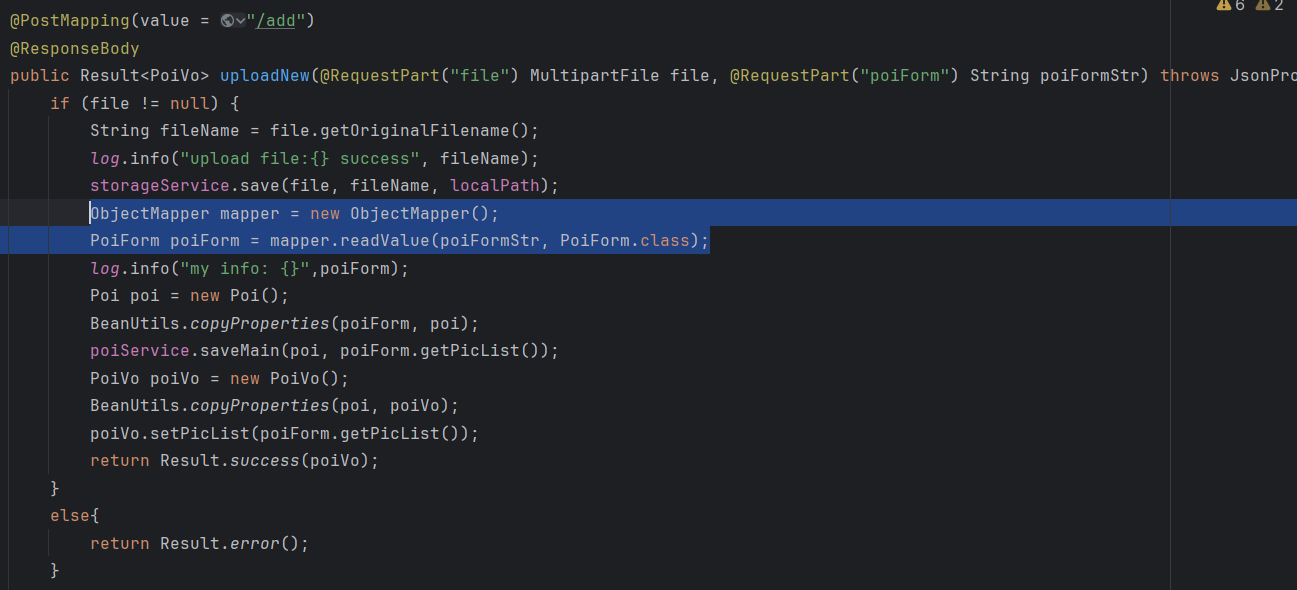 6 2
@PostMapping(value = "/add")
@ResponseBody
public Result<PoiVo> uploadNew(@RequestPart("file") MultipartFile file, @RequestPart("poiForm") String poiFormStr) throws JsonPro
if (file != null) {
String fileName = file.getOriginalFilename();
log.info("upload file:{} success", fileName);
storageService.save(file, fileName, localPath);
ObjectMapper mapper = new ObjectMapper();
PoiForm poiForm = mapper.readValue(poiFormStr, PoiForm.class);
log.info("my info: {}",poiForm);
Poi poi = new Poi();
BeanUtils.copyProperties(poiForm, poi);
poiService.saveMain(poi, poiForm.getPicList());
PoiVo poiVo = new PoiVo();
BeanUtils.copyProperties(poi, poiVo);
poiVo.setPicList(poiForm.getPicList());
return Result.success(poiVo);
}
else{
return Result.error();
}